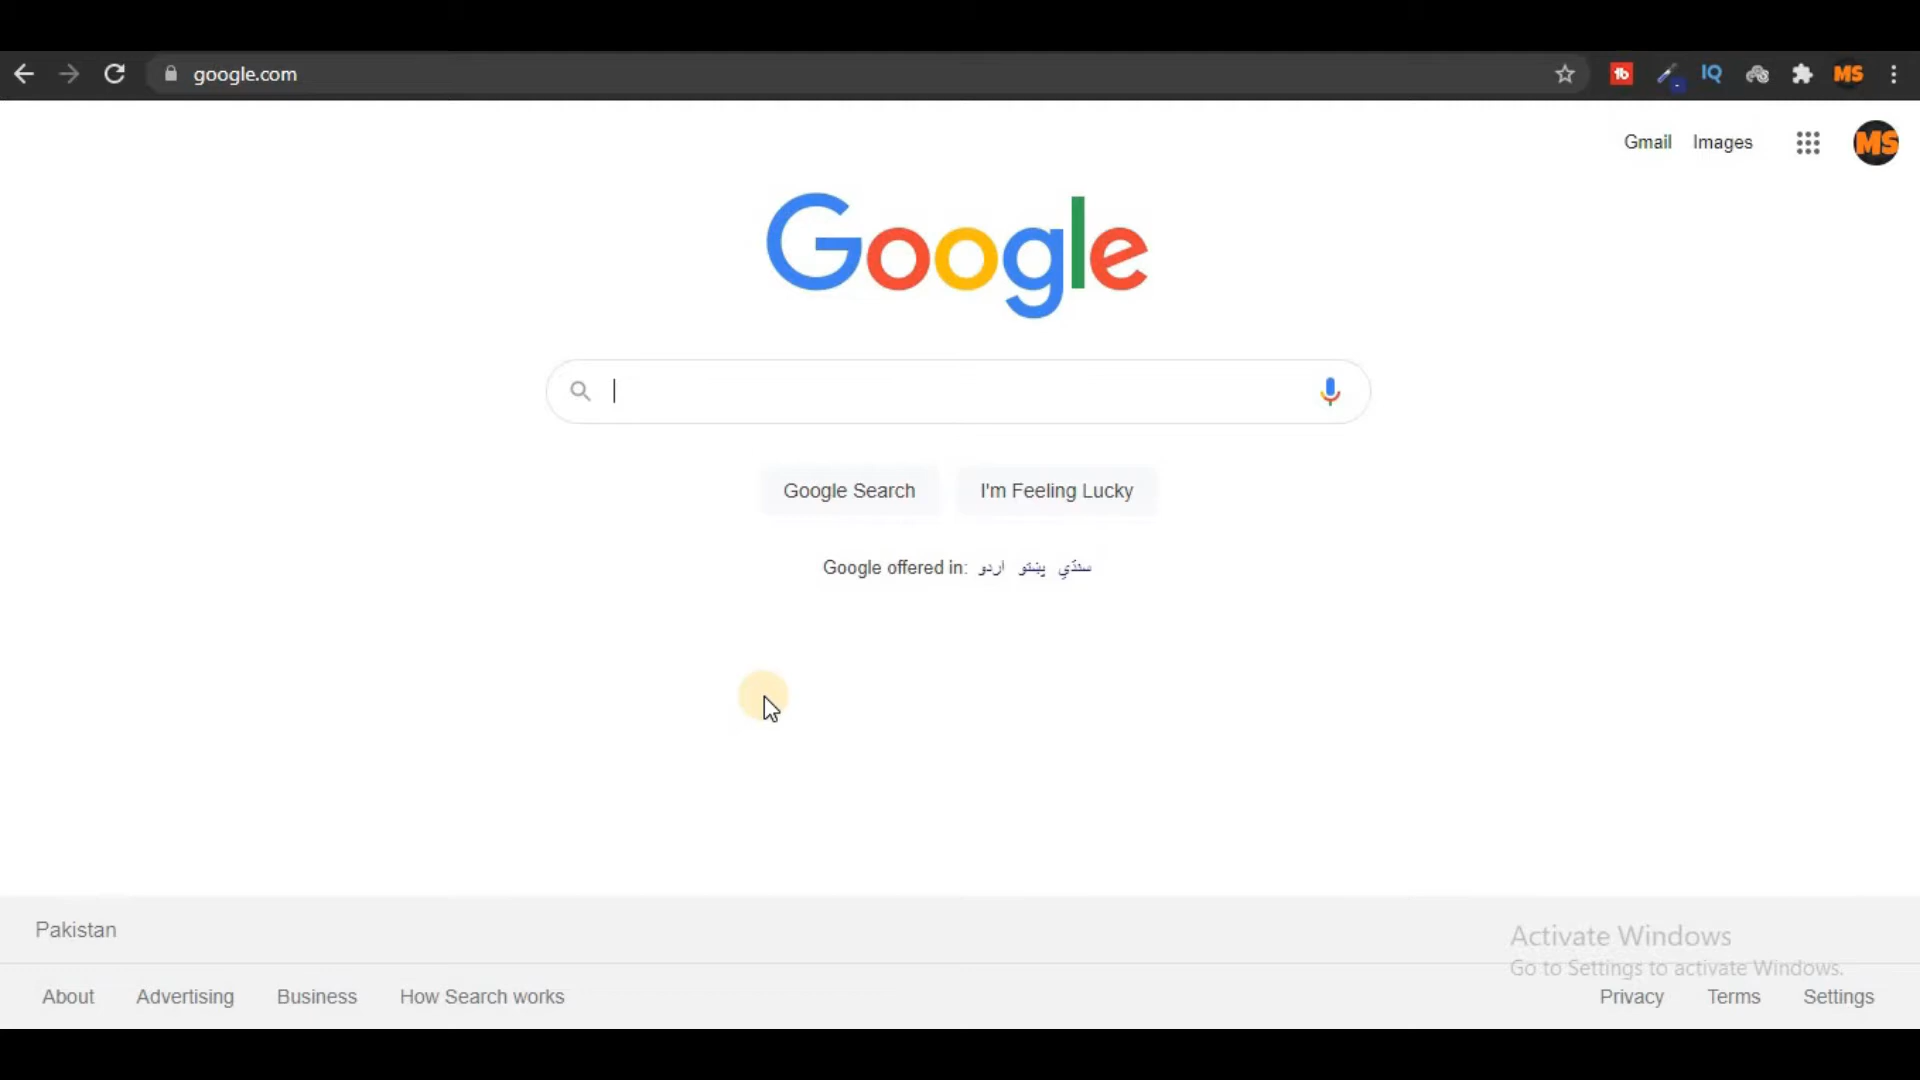 google.com
tb
IQ
MS
Gmail Images
MS
Google
Google Search I'm Feeling Lucky
Google offered in: اردو پښتو سنڌي
Pakistan
Activate Windows
Go to Settings to activate Windows.
About Advertising Business How Search works
Privacy Terms Settings